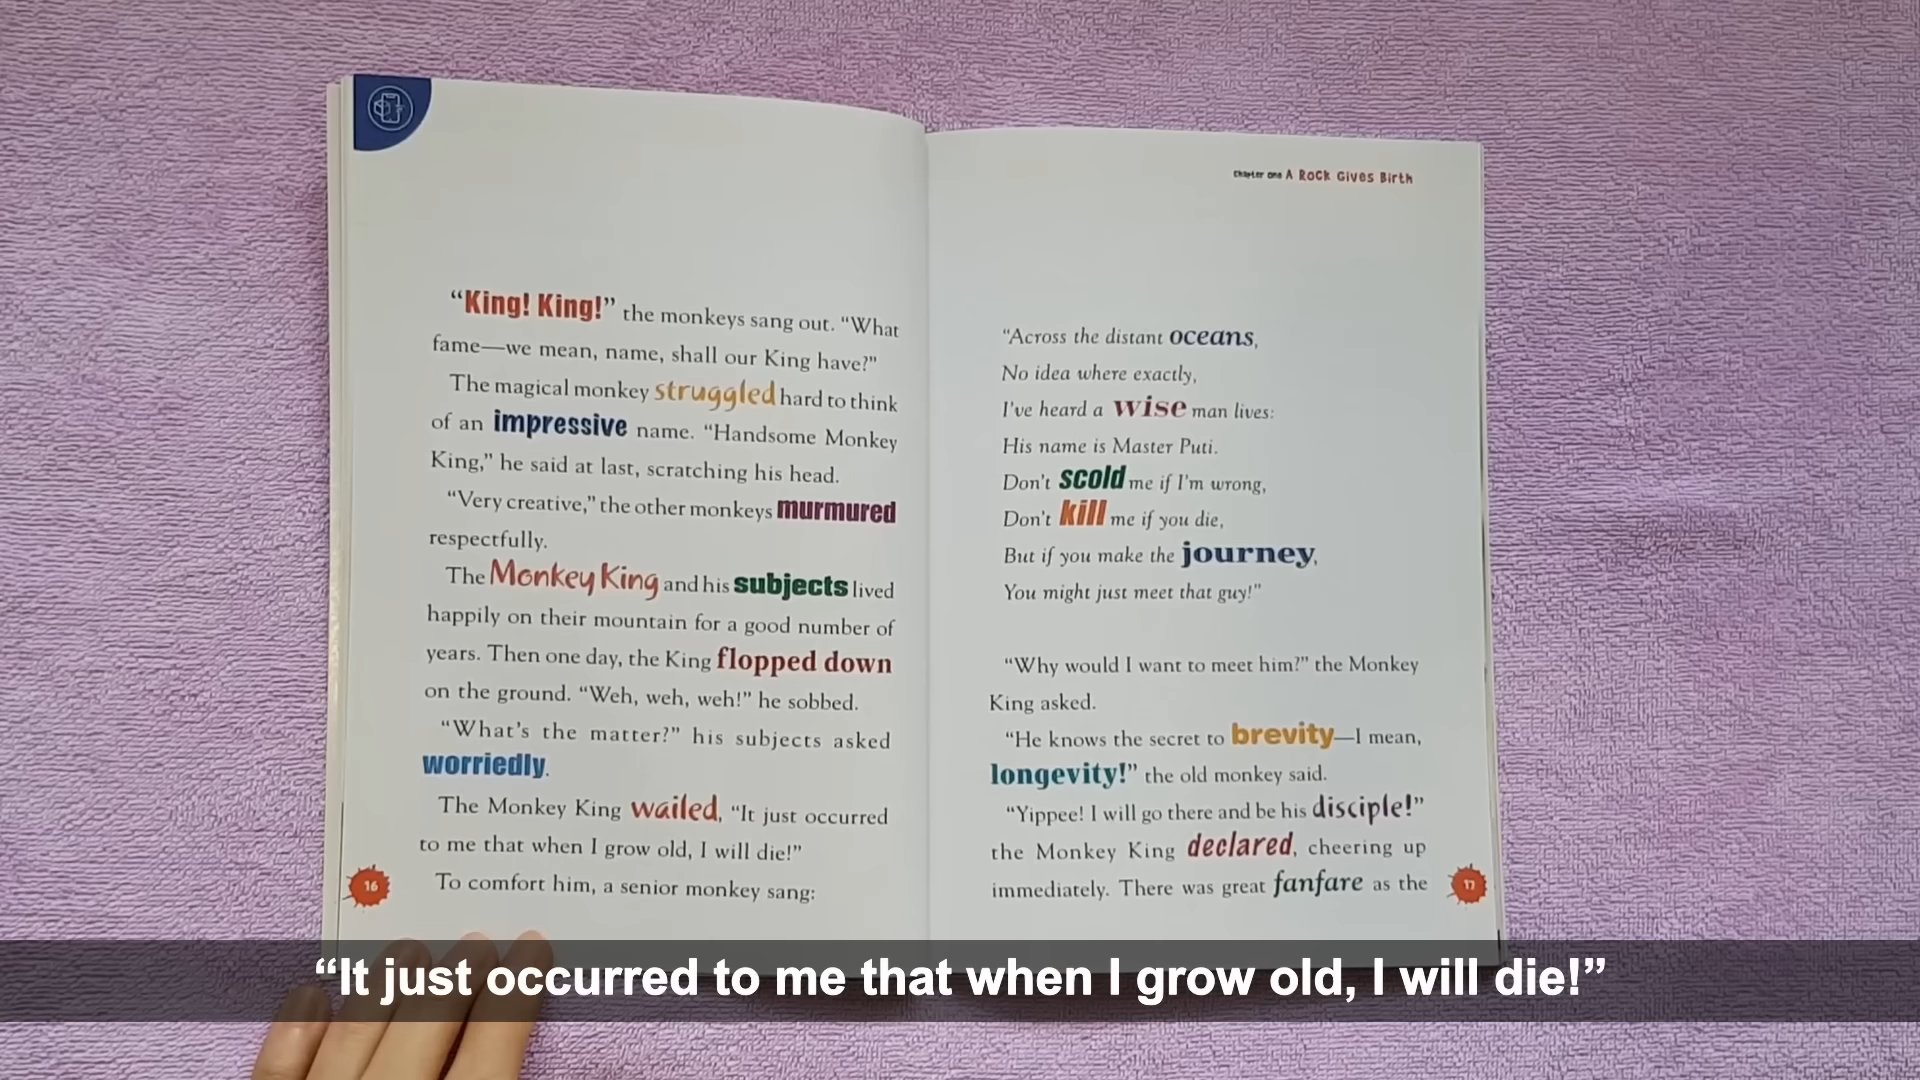 “King! King!” the monkeys sang out. “What
fame—we mean, name, shall our King have?”
The magical monkey struggled hard to think
of an impressive name. “Handsome Monkey
King,” he said at last, scratching his head.
“Very creative,” the other monkeys murmured
respectfully.
The Monkey King and his subjects lived
happily on their mountain for a good number of
years. Then one day, the King flopped down
on the ground. “Weh, weh, weh!” he sobbed.
“What’s the matter?” his subjects asked
worriedly.
The Monkey King wailed, “It just occurred
to me that when I grow old, I will die!”
To comfort him, a senior monkey sang:
16
Chapter One A Rock Gives Birth
“Across the distant oceans,
No idea where exactly,
I’ve heard a wise man lives:
His name is Master Puti.
Don’t scold me if I’m wrong,
Don’t kill me if you die,
But if you make the journey,
You might just meet that guy!”
“Why would I want to meet him?” the Monkey
King asked.
“He knows the secret to brevity—I mean,
longevity!” the old monkey said.
“Yippee! I will go there and be his disciple!”
the Monkey King declared, cheering up
immediately. There was great fanfare as the
17
“It just occurred to me that when I grow old, I will die!”